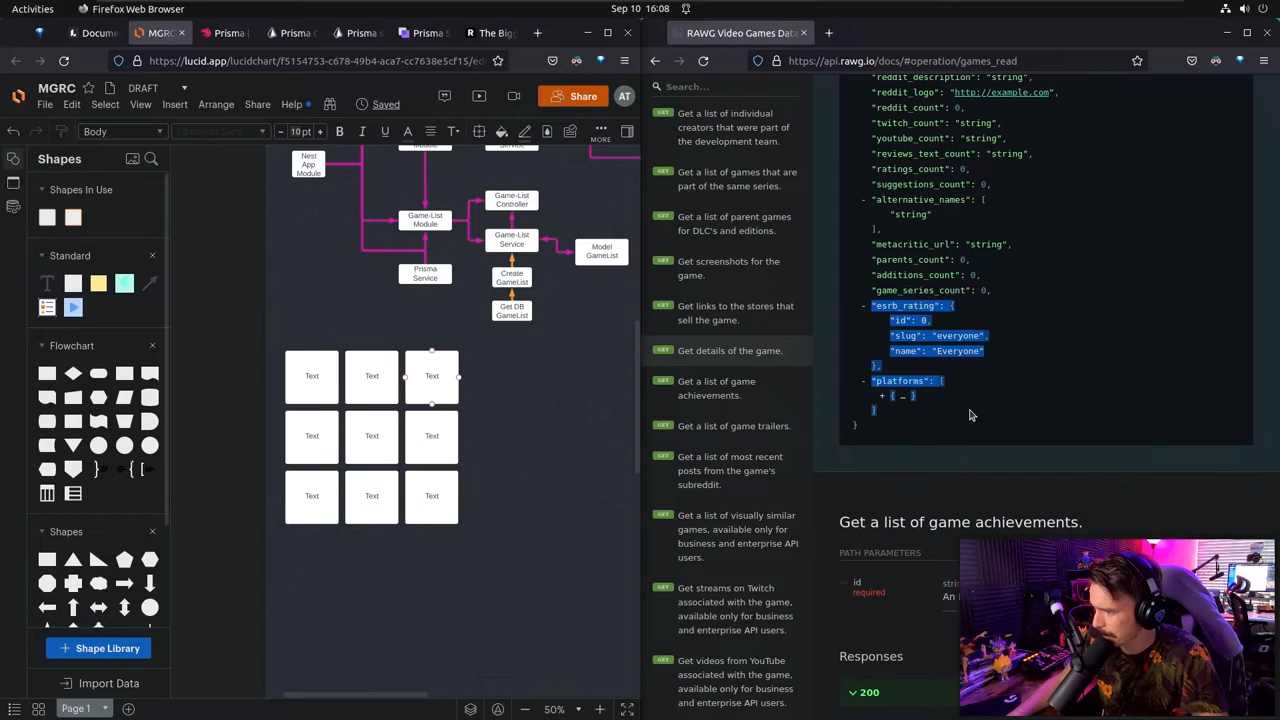 Activities
Firefox Web Browser
Sep 10 16:08
Docume
MGRC
Prisma
Prisma
Prisma s
Prisma S
The Bigg
RAWG Video Games Data
https://lucid.app/lucidchart/f5154753-c678-49b4-aca7-cc7638e5cf15/ed
https://api.rawg.io/docs/#operation/games_read
MGRC
DRAFT
File Edit Select View Insert Arrange Share Help
Saved
Share
AT
Body
10 pt
MORE
Shapes
Shapes In Use
Standard
Flowchart
Shapes
Shape Library
Import Data
Page 1
50%
Nest
App
Module
Module
Service
Game-List
Module
Prisma
Service
Game-List
Controller
Game-List
Service
Model
GameList
Create
GameList
Get DB
GameList
Text Text Text
Text Text Text
Text Text Text
Search...
GET Get a list of individual
creators that were part of
the development team.
GET Get a list of games that are
part of the same series.
GET Get a list of parent games
for DLC's and editions.
GET Get screenshots for the
game.
GET Get links to the stores that
sell the game.
GET Get details of the game.
GET Get a list of game
achievements.
GET Get a list of game trailers.
GET Get a list of most recent
posts from the game's
subreddit.
GET Get a list of visually similar
games, available only for
business and enterprise API
users.
GET Get streams on Twitch
associated with the game,
available only for business
and enterprise API users.
GET Get videos from YouTube
associated with the game,
available only for business
and enterprise API users.
"reddit_description": "string",
"reddit_logo": "http://example.com",
"reddit_count": 0,
"twitch_count": "string",
"youtube_count": "string",
"reviews_text_count": "string",
"ratings_count": 0,
"suggestions_count": 0,
- "alternative_names": [
"string"
],
"metacritic_url": "string",
"parents_count": 0,
"additions_count": 0,
"game_series_count": 0,
- "esrb_rating": {
"id": 0,
"slug": "everyone",
"name": "Everyone"
},
- "platforms": [
+ { … }
]
}
Get a list of game achievements.
PATH PARAMETERS
id
required
An
Responses
200